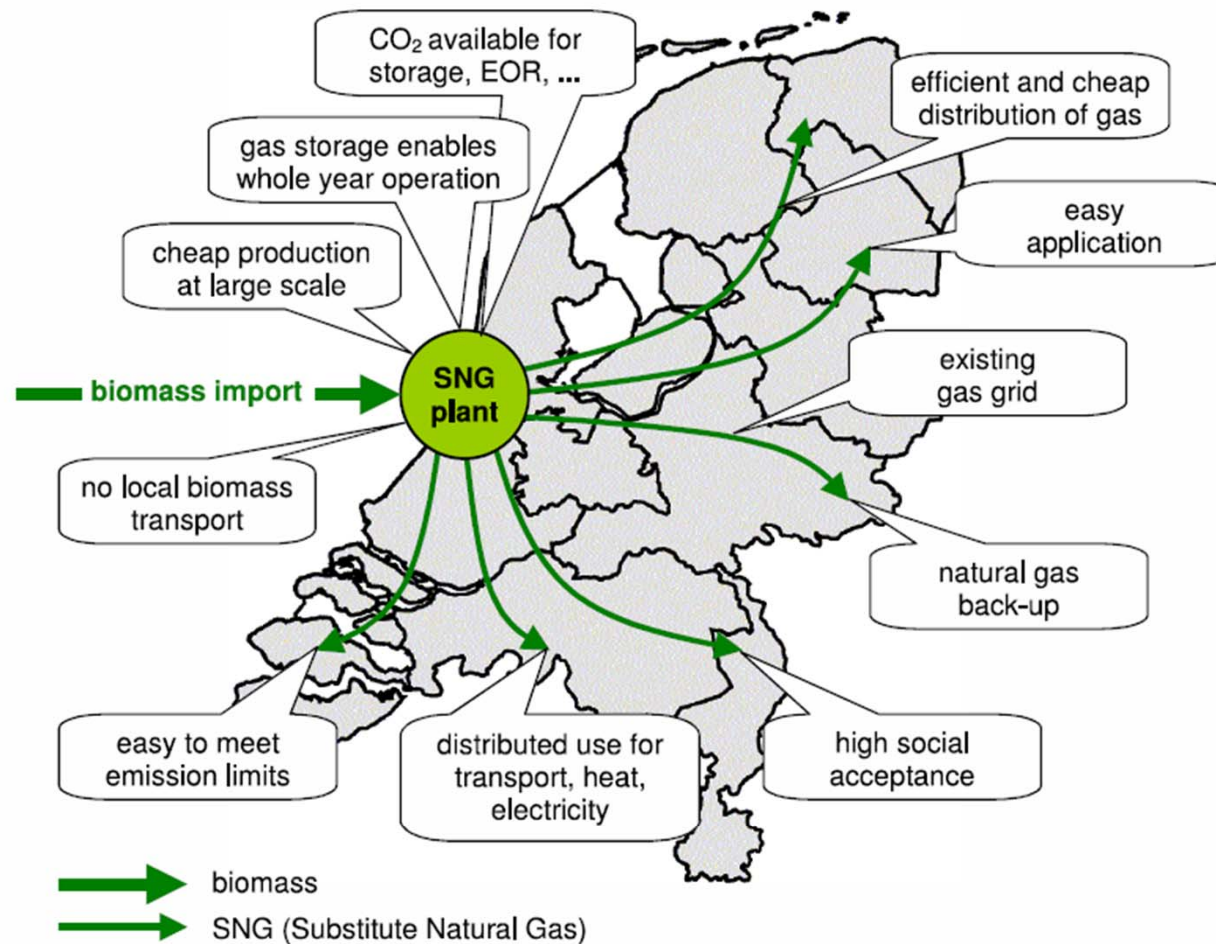 CO₂ available for
storage, EOR, ...
efficient and cheap
distribution of gas
gas storage enables
whole year operation
easy
application
cheap production
at large scale
biomass import
SNG
plant
existing
gas grid
no local biomass
transport
natural gas
back-up
easy to meet
emission limits
distributed use for
transport, heat,
electricity
high social
acceptance
biomass
SNG (Substitute Natural Gas)